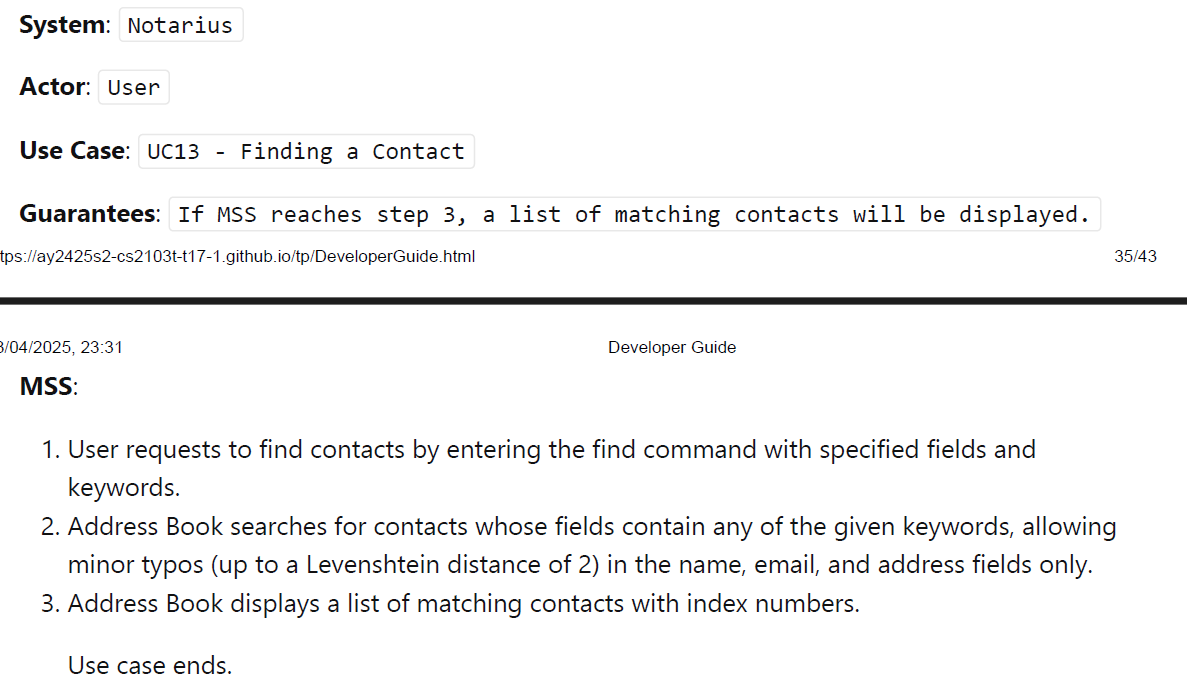 System: Notarius
Actor: User
Use Case: UC13 - Finding a Contact
Guarantees: If MSS reaches step 3, a list of matching contacts will be displayed.
tps://ay2425s2-cs2103t-t17-1.github.io/tp/DeveloperGuide.html 35/43
/04/2025, 23:31 Developer Guide
MSS:
1. User requests to find contacts by entering the find command with specified fields and
keywords.
2. Address Book searches for contacts whose fields contain any of the given keywords, allowing
minor typos (up to a Levenshtein distance of 2) in the name, email, and address fields only.
3. Address Book displays a list of matching contacts with index numbers.
Use case ends.